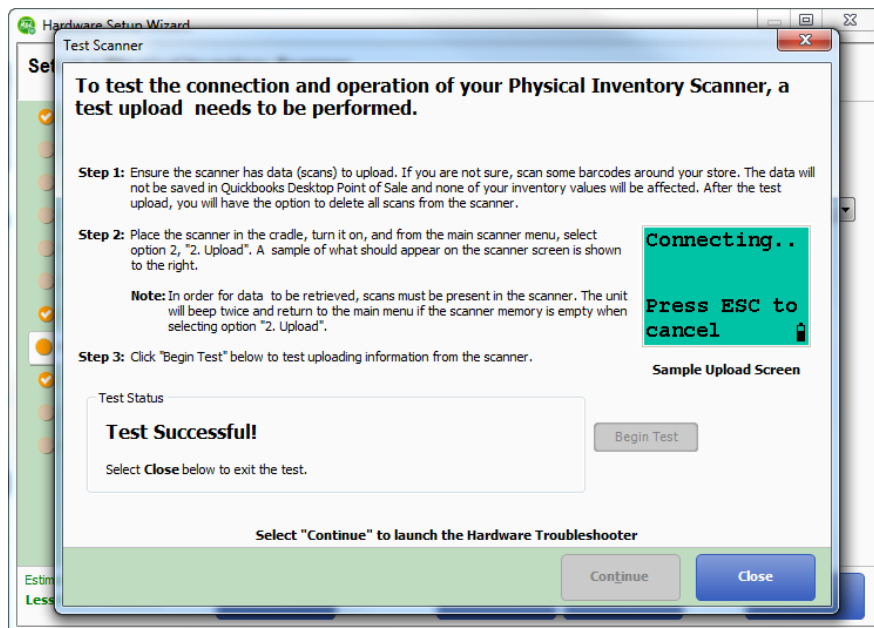 Hardware Setup Wizard
Test Scanner
Set
To test the connection and operation of your Physical Inventory Scanner, a
test upload  needs to be performed.
Step 1: Ensure the scanner has data (scans) to upload. If you are not sure, scan some barcodes around your store. The data will
not be saved in Quickbooks Desktop Point of Sale and none of your inventory values will be affected. After the test
upload, you will have the option to delete all scans from the scanner.
Step 2: Place the scanner in the cradle, turn it on, and from the main scanner menu, select
option 2, "2. Upload". A  sample of what should appear on the scanner screen is shown
to the right.
Note: In order for data  to be retrieved, scans must be present in the scanner. The unit
will beep twice and return to the main menu if the scanner memory is empty when
selecting option "2. Upload".
Connecting..
Press ESC to
cancel
Sample Upload Screen
Step 3: Click "Begin Test" below to test uploading information from the scanner.
Test Status
Test Successful!
Select Close below to exit the test.
Begin Test
Select "Continue" to launch the Hardware Troubleshooter
Continue
Close
Estim
Less